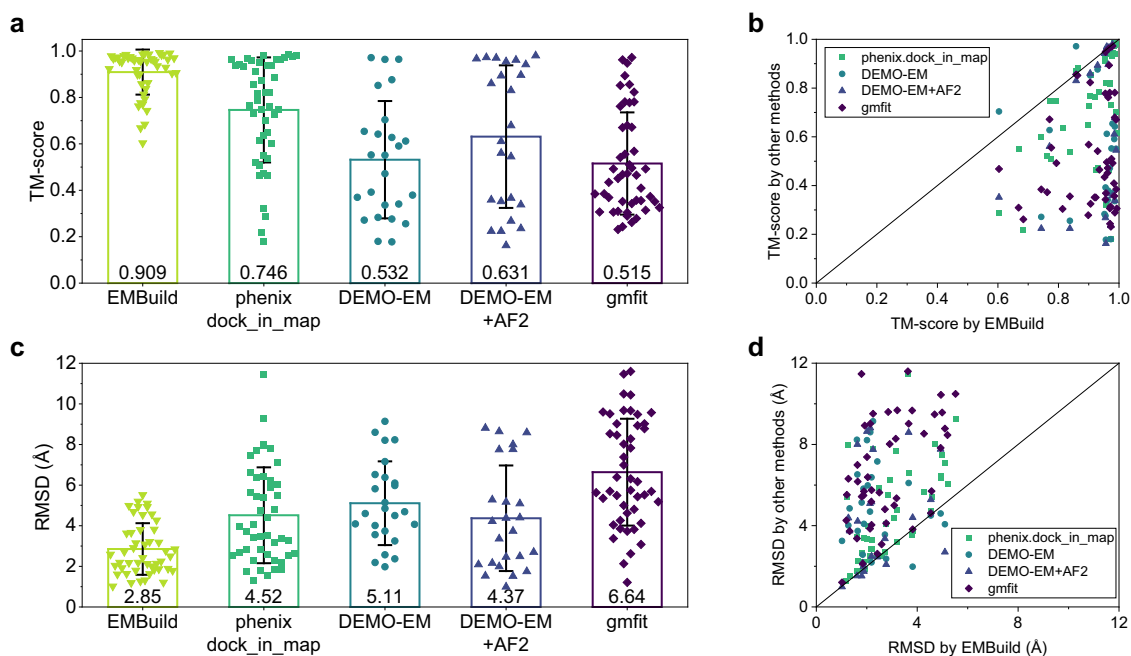 a
TM-score
1.0
0.8
0.6
0.4
0.2
0.0
0.909
0.746
0.532
0.631
0.515
EMBuild
phenix
dock_in_map
DEMO-EM
DEMO-EM
+AF2
gmfit
b
TM-score by other methods
1.0
0.8
0.6
0.4
0.2
0.0
phenix.dock_in_map
DEMO-EM
DEMO-EM+AF2
gmfit
0.0 0.2 0.4 0.6 0.8 1.0
TM-score by EMBuild
c
RMSD (Å)
12
10
8
6
4
2
0
2.85
4.52
5.11
4.37
6.64
EMBuild
phenix
dock_in_map
DEMO-EM
DEMO-EM
+AF2
gmfit
d
RMSD by other methods (Å)
12
8
4
0
phenix.dock_in_map
DEMO-EM
DEMO-EM+AF2
gmfit
0 4 8 12
RMSD by EMBuild (Å)